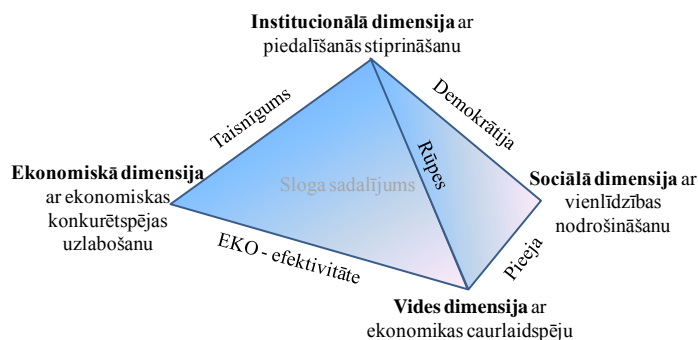 Institucionālā dimensija ar
piedalīšanās stiprināšanu
Taisnīgums
Demokrātija
Rūpes
Ekonomiskā dimensija
ar ekonomiskas
konkurētspējas
uzlabošanu
Sloga sadalījums
Sociālā dimensija ar
vienlīdzības
nodrošināšanu
EKO - efektivitāte
Pieeja
Vides dimensija ar
ekonomikas caurlaidspēju